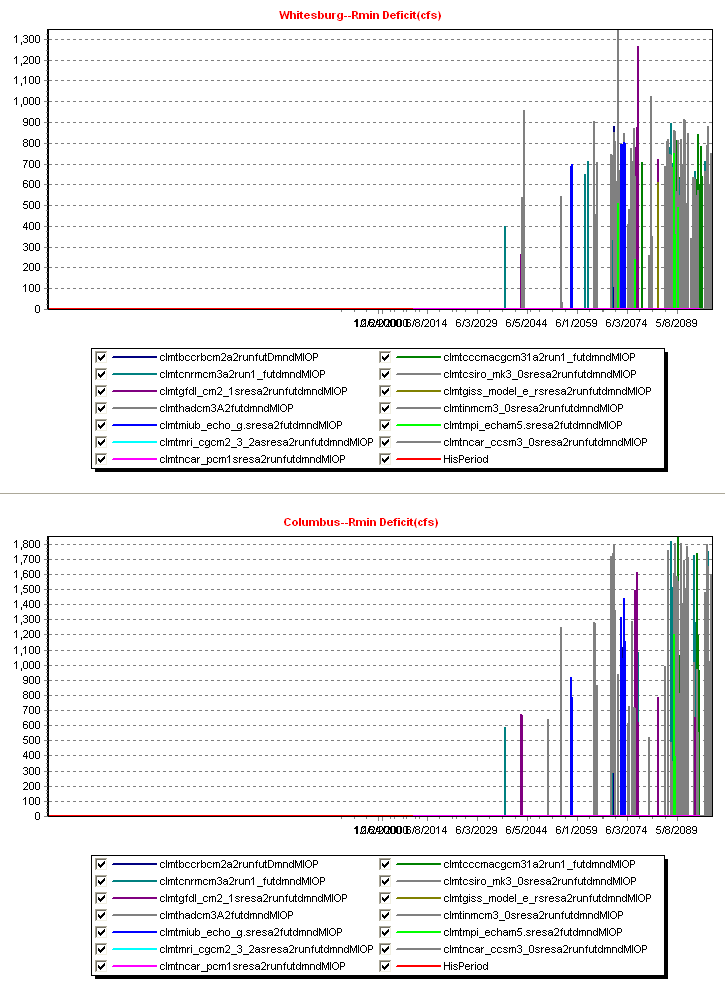 Whitesburg--Rmin Deficit(cfs)
1,300
1,200
1,100
1,000
900
800
700
600
500
400
300
200
100
0
6/8/2014 6/3/2029 6/5/2044 6/1/2059 6/3/2074 5/8/2089
clmtbccrbcm2a2runfutDmndMIOP clmtcccmacgcm31a2run1_futdmndMIOP
clmtcnrmcm3a2run1_futdmndMIOP clmtcsiro_mk3_0sresa2runfutdmndMIOP
clmtgfdl_cm2_1sresa2runfutdmndMIOP clmtgiss_model_e_rsresa2runfutdmndMIOP
clmthadcm3A2futdmndMIOP clmtinmcm3_0sresa2runfutdmndMIOP
clmtmiub_echo_g.sresa2futdmndMIOP clmtmpi_echam5.sresa2futdmndMIOP
clmtmri_cgcm2_3_2asresa2runfutdmndMIOP clmtncar_ccsm3_0sresa2runfutdmndMIOP
clmtncar_pcm1sresa2runfutdmndMIOP HisPeriod
Columbus--Rmin Deficit(cfs)
1,800
1,700
1,600
1,500
1,400
1,300
1,200
1,100
1,000
900
800
700
600
500
400
300
200
100
0
6/8/2014 6/3/2029 6/5/2044 6/1/2059 6/3/2074 5/8/2089
clmtbccrbcm2a2runfutDmndMIOP clmtcccmacgcm31a2run1_futdmndMIOP
clmtcnrmcm3a2run1_futdmndMIOP clmtcsiro_mk3_0sresa2runfutdmndMIOP
clmtgfdl_cm2_1sresa2runfutdmndMIOP clmtgiss_model_e_rsresa2runfutdmndMIOP
clmthadcm3A2futdmndMIOP clmtinmcm3_0sresa2runfutdmndMIOP
clmtmiub_echo_g.sresa2futdmndMIOP clmtmpi_echam5.sresa2futdmndMIOP
clmtmri_cgcm2_3_2asresa2runfutdmndMIOP clmtncar_ccsm3_0sresa2runfutdmndMIOP
clmtncar_pcm1sresa2runfutdmndMIOP HisPeriod